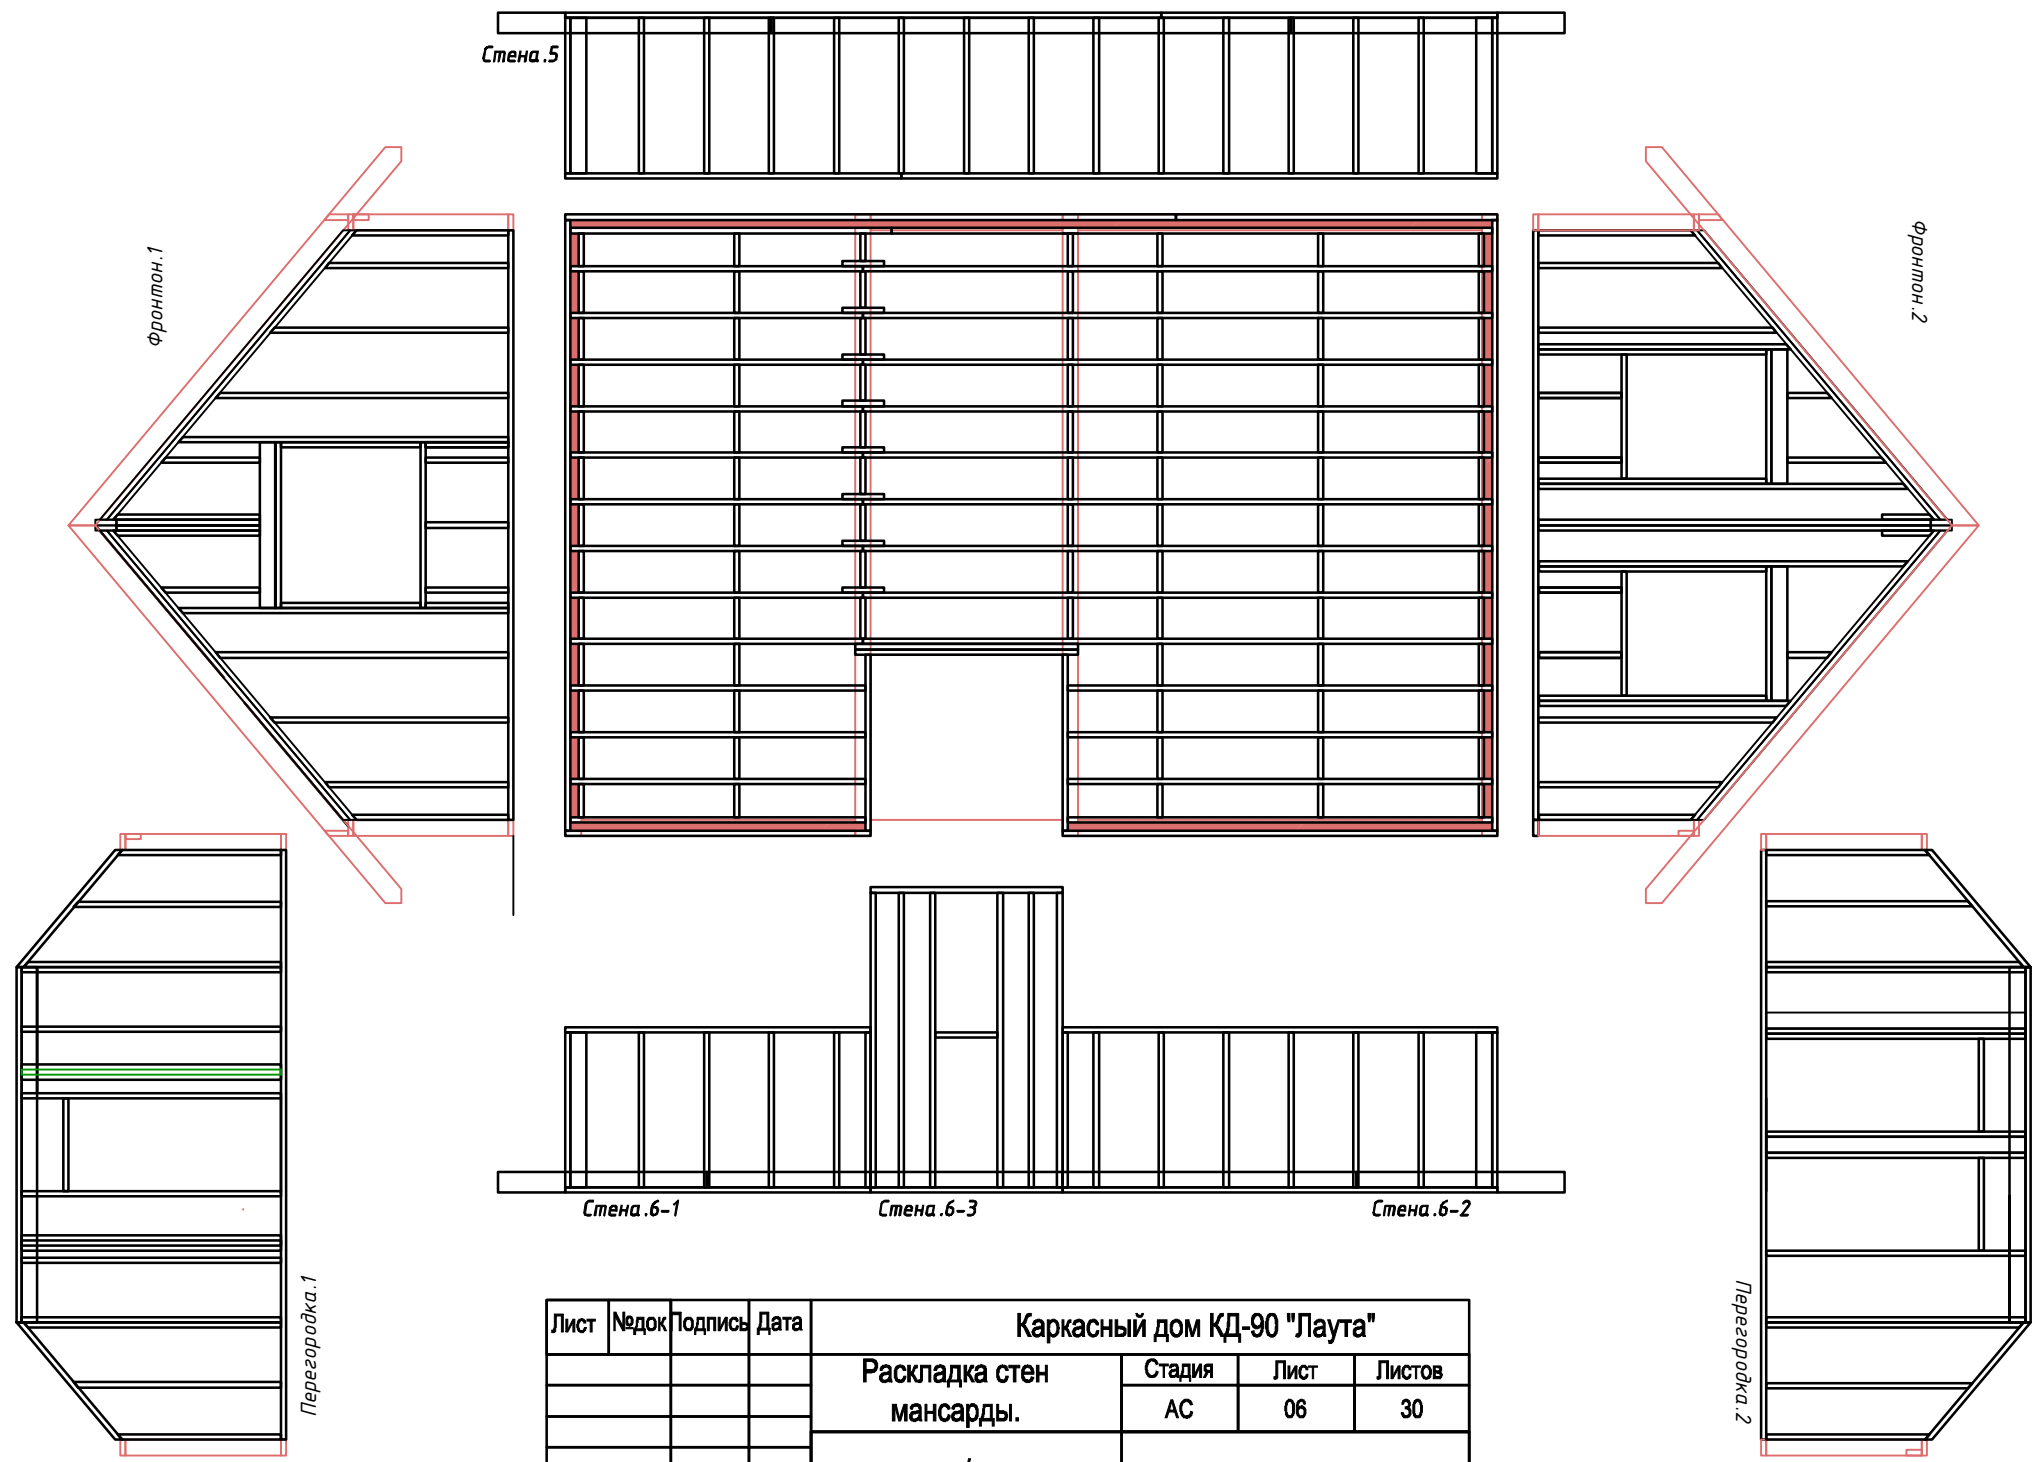 Стена.5
Фронтон.1
Фронтон.2
Стена.6-1
Стена.6-3
Стена.6-2
Перегородка.1
Перегородка.2
Лист №док Подпись Дата
Каркасный дом КД-90 "Лаута"
Раскладка стен
мансарды.
Стадия Лист Листов
АС 06 30